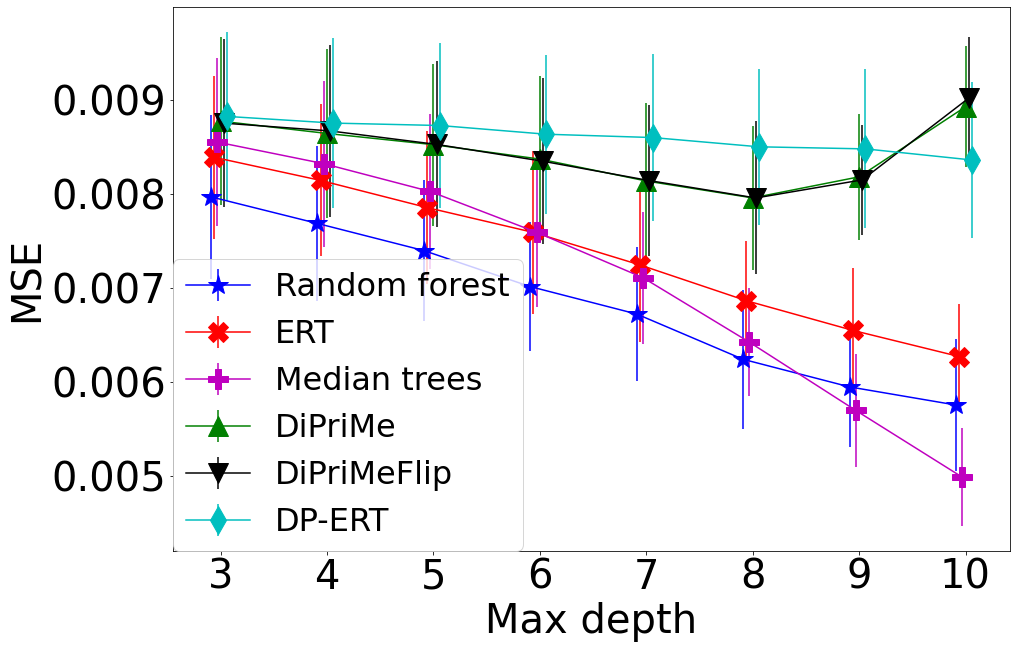 0.009
0.008
0.007
0.006
0.005
MSE
Random forest
ERT
Median trees
DiPriMe
DiPriMeFlip
DP-ERT
3 4 5 6 7 8 9 10
Max depth